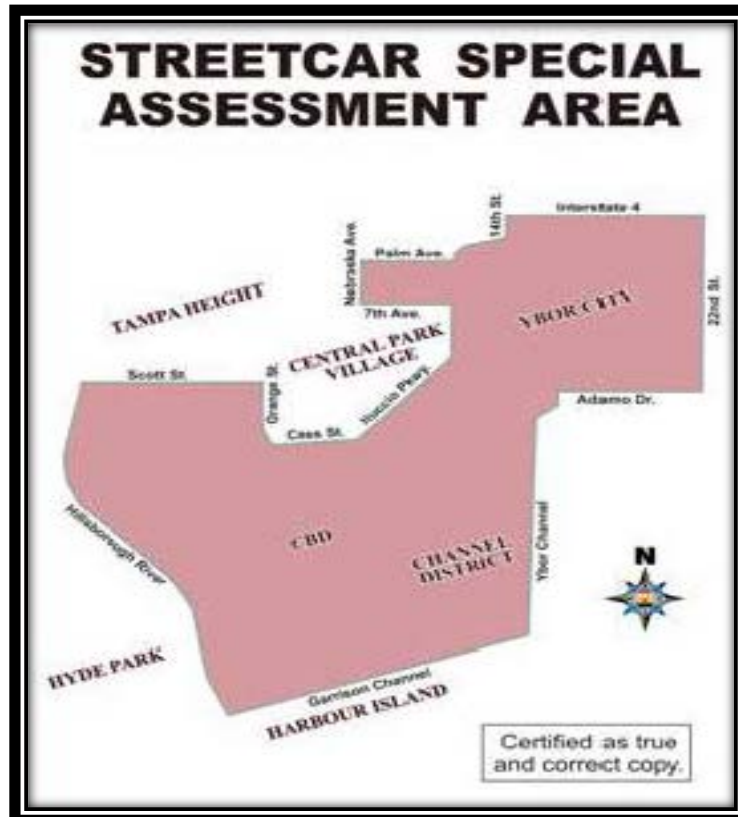 STREETCAR SPECIAL
ASSESSMENT AREA
14th St.
Interstate 4
Nebraska Ave.
Palm Ave.
22nd St.
TAMPA HEIGHT
7th Ave.
YBOR CITY
CENTRAL PARK
VILLAGE
Scott St.
Orange St.
Nuccio Pkwy
Adamo Dr.
Cass St.
Hillsborough River
CBD
CHANNEL
DISTRICT
Ybor Channel
N
HYDE PARK
Garrison Channel
HARBOUR ISLAND
Certified as true
and correct copy.